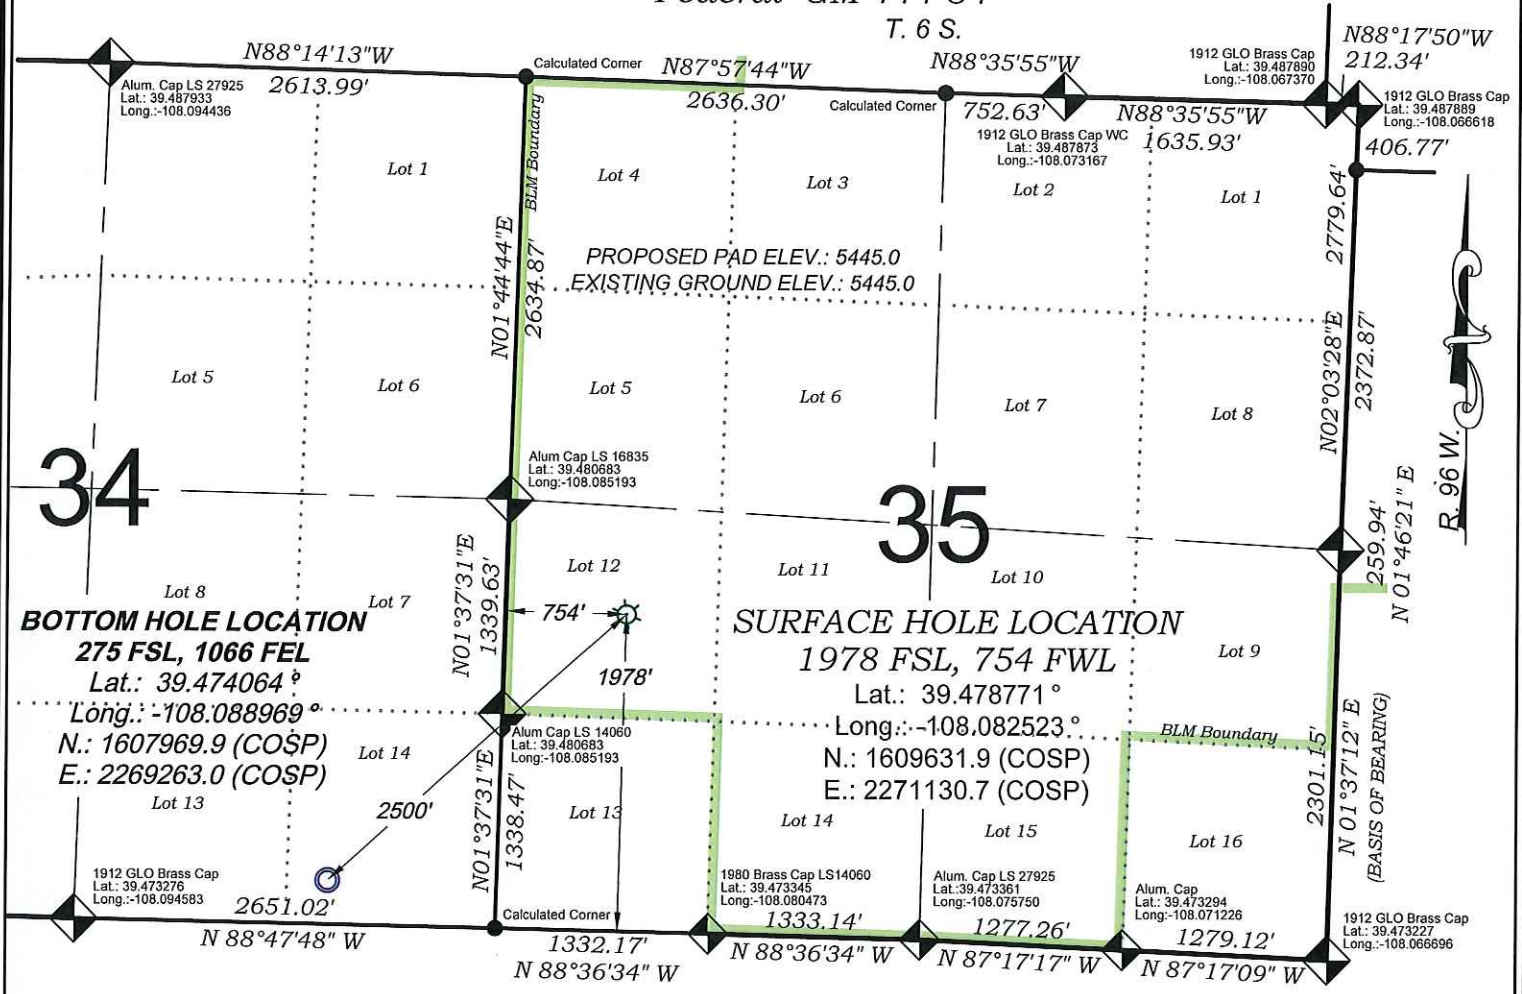 T. 6 S.
N88°14'13"W
2613.99'
Alum. Cap LS 27925
Lat.: 39.487933
Long.:-108.094436
Calculated Corner
N87°57'44"W
2636.30'
Calculated Corner
N88°35'55"W
752.63'
1912 GLO Brass Cap WC
Lat.: 39.487873
Long.:-108.073167
1912 GLO Brass Cap
Lat.: 39.487890
Long.:-108.067370
N88°35'55"W
1635.93'
N88°17'50"W
212.34'
1912 GLO Brass Cap
Lat.: 39.487889
Long.:-108.066618
406.77'
2779.64'
Lot 1
BLM Boundary
Lot 4
Lot 3
Lot 2
Lot 1
N01°44'44"E
2634.87'
PROPOSED PAD ELEV.: 5445.0
EXISTING GROUND ELEV.: 5445.0
N02°03'28"E
2372.87'
R. 96 W.
Lot 5
Lot 6
Lot 5
Lot 6
Lot 7
Lot 8
34
Alum Cap LS 16835
Lat.: 39.480683
Long:-108.085193
35
259.94'
N 01°46'21" E
Lot 8
Lot 7
N01°37'31"E
1339.63'
Lot 12
Lot 11
Lot 10
Lot 9
BOTTOM HOLE LOCATION
275 FSL, 1066 FEL
Lat.: 39.474064°
Long.: -108.088969°
N.: 1607969.9 (COSP)
E.: 2269263.0 (COSP)
754'
1978'
SURFACE HOLE LOCATION
1978 FSL, 754 FWL
Lat.: 39.478771°
Long.: -108.082523°
N.: 1609631.9 (COSP)
E.: 2271130.7 (COSP)
BLM Boundary
2301.15'
N 01°37'12" E
(BASIS OF BEARING)
Lot 14
Lot 13
Alum Cap LS 14060
Lat.: 39.480683
Long:-108.085193
2500'
N01°37'31"E
1338.47'
Lot 13
Lot 14
Lot 15
Lot 16
1912 GLO Brass Cap
Lat.: 39.473276
Long.:-108.094583
2651.02'
N 88°47'48" W
Calculated Corner
1332.17'
N 88°36'34" W
1980 Brass Cap LS14060
Lat.: 39.473345
Long:-108.080473
1333.14'
N 88°36'34" W
Alum. Cap LS 27925
Lat.:39.473361
Long:-108.075750
1277.26'
N 87°17'17" W
Alum. Cap
Lat.:39.473294
Long:-108.071226
1279.12'
N 87°17'09" W
1912 GLO Brass Cap
Lat.:39.473227
Long.:-108.066696